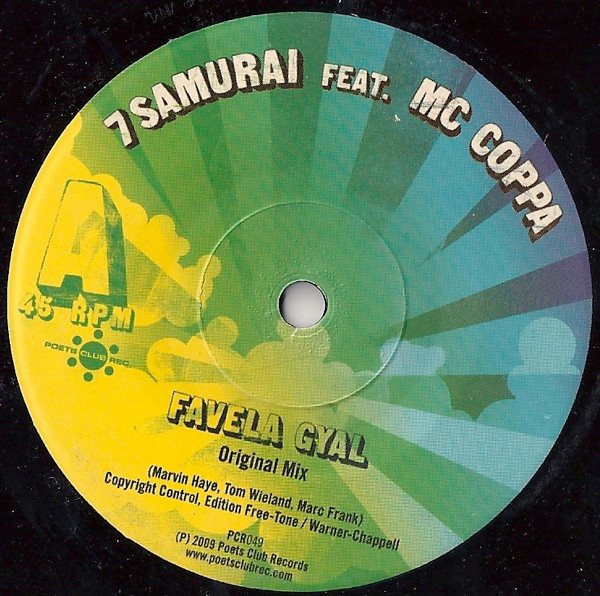 7 SAMURAI FEAT. MC COPPA
A
45 RPM
POETS CLUB REC.
FAVELA GYAL
Original Mix
(Marvin Haye, Tom Wieland, Marc Frank)
Copyright Control, Edition Free-Tone / Warner-Chappell
PCR049
(P) 2009 Poets Club Records
www.poetsclubrec.com